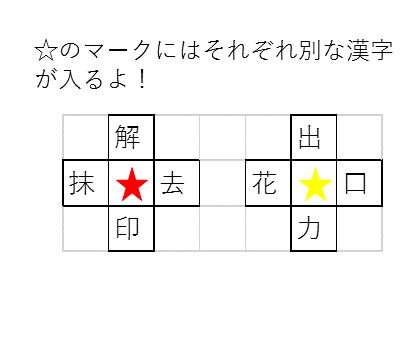 ☆のマークにはそれぞれ別な漢字
が入るよ！
解 出
抹★去 花★口
印 力